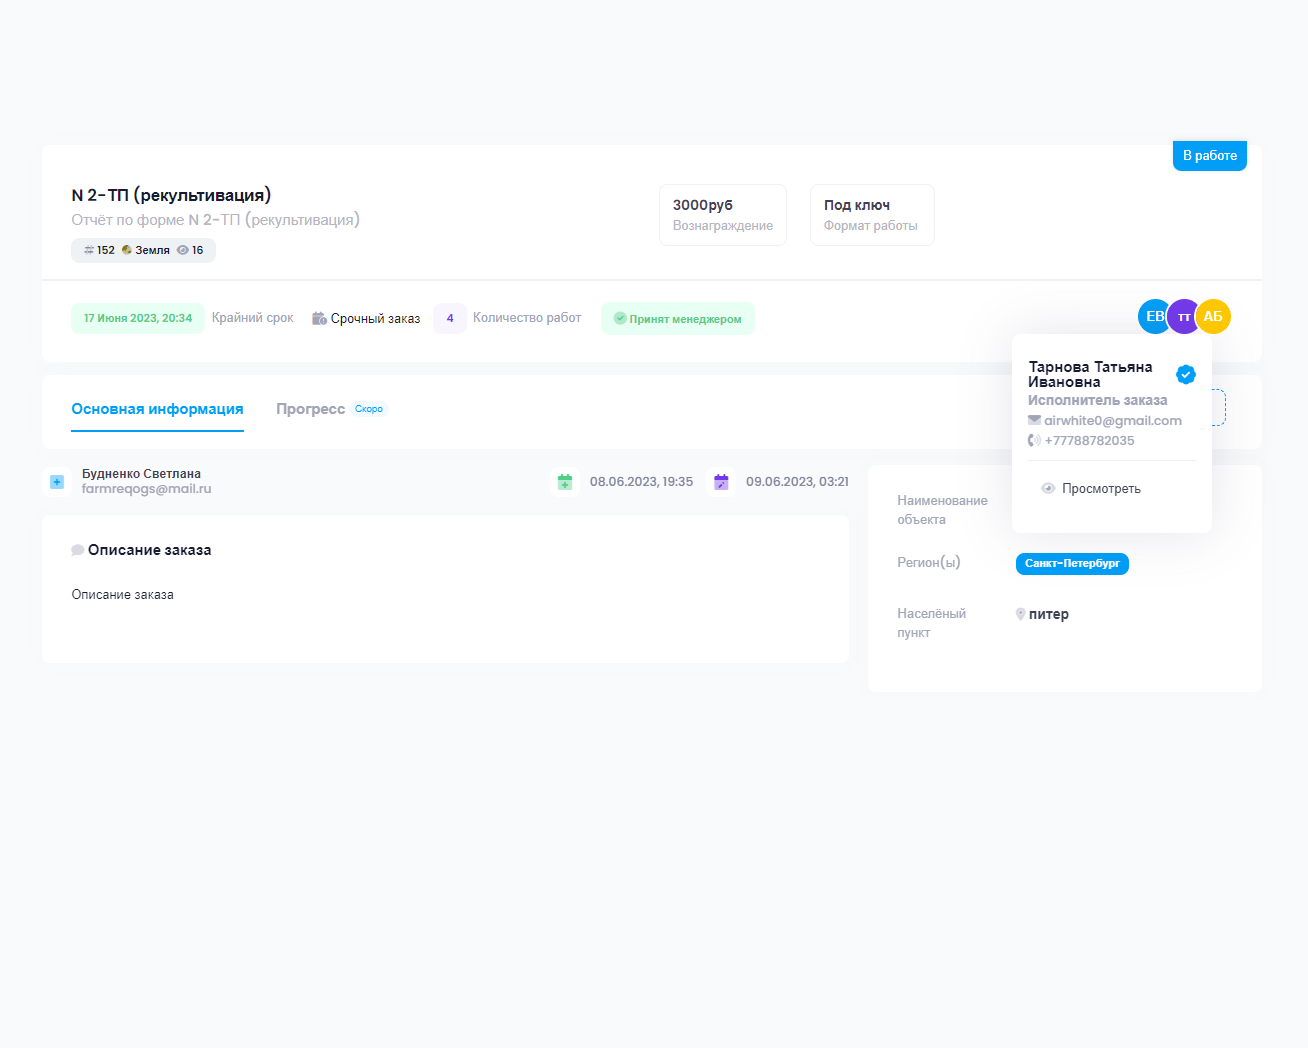 В работе
N 2-ТП (рекультивация)
Отчёт по форме N 2-ТП (рекультивация)
152 Земля 16
3000руб
Вознаграждение
Под ключ
Формат работы
17 Июня 2023, 20:34 Крайний срок Срочный заказ 4 Количество работ Принят менеджером
ЕВ ТТ АБ
Тарнова Татьяна
Ивановна
Исполнитель заказа
airwhite0@gmail.com
+77788782035
Просмотреть
Основная информация Прогресс Скоро
Будненко Светлана
farmreqogs@mail.ru
08.06.2023, 19:35 09.06.2023, 03:21
Описание заказа
Описание заказа
Наименование
объекта
Регион(ы) Санкт-Петербург
Населёный
пункт
питер